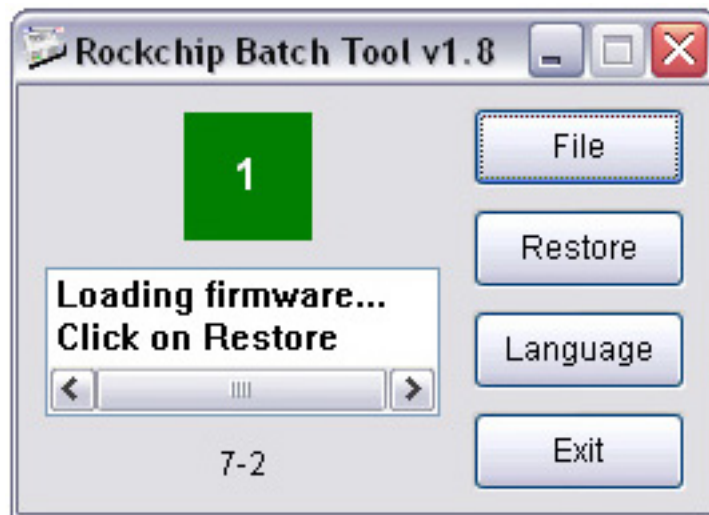 Rockchip Batch Tool v1.8
1
File
Loading firmware...
Click on Restore
Restore
Language
7-2
Exit